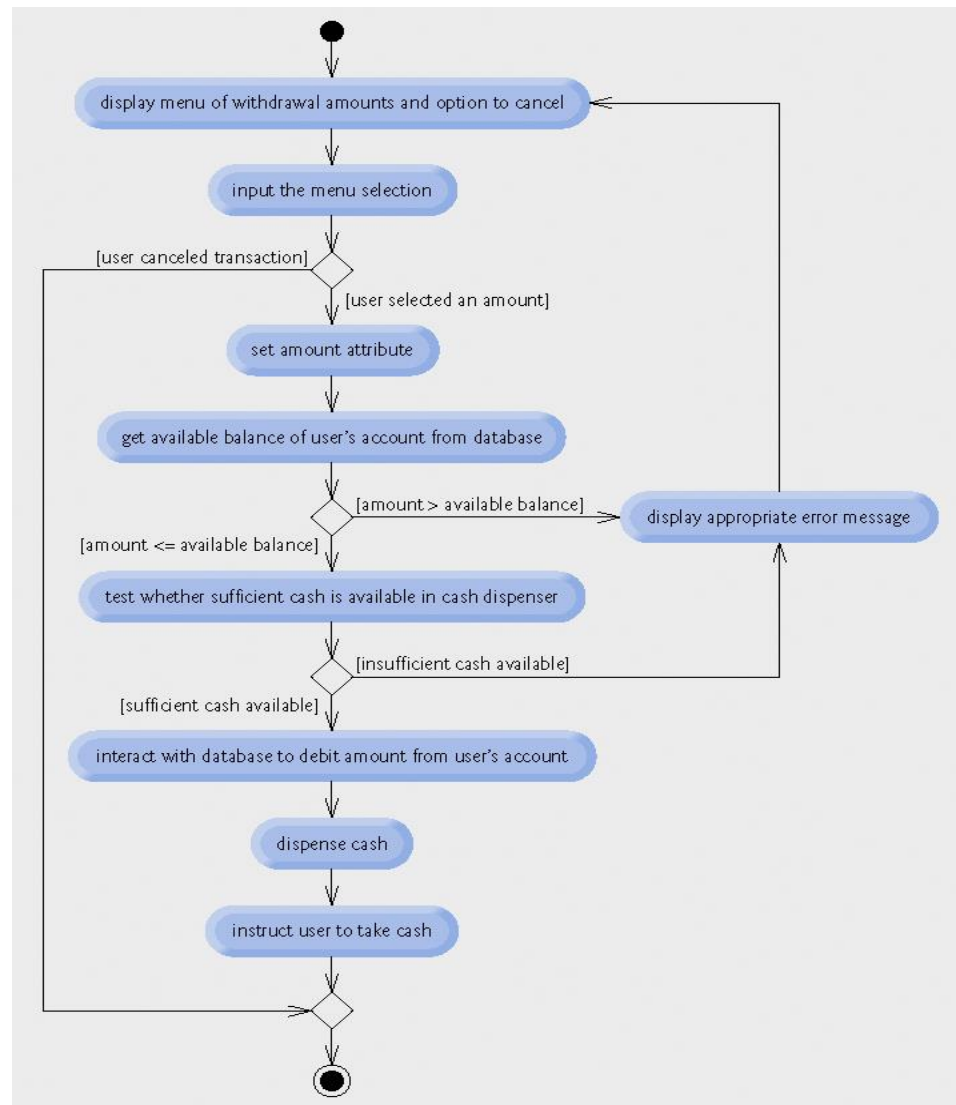 display menu of withdrawal amounts and option to cancel
input the menu selection
[user canceled transaction]
[user selected an amount]
set amount attribute
get available balance of user's account from database
[amount > available balance]
display appropriate error message
[amount <= available balance]
test whether sufficient cash is available in cash dispenser
[insufficient cash available]
[sufficient cash available]
interact with database to debit amount from user's account
dispense cash
instruct user to take cash